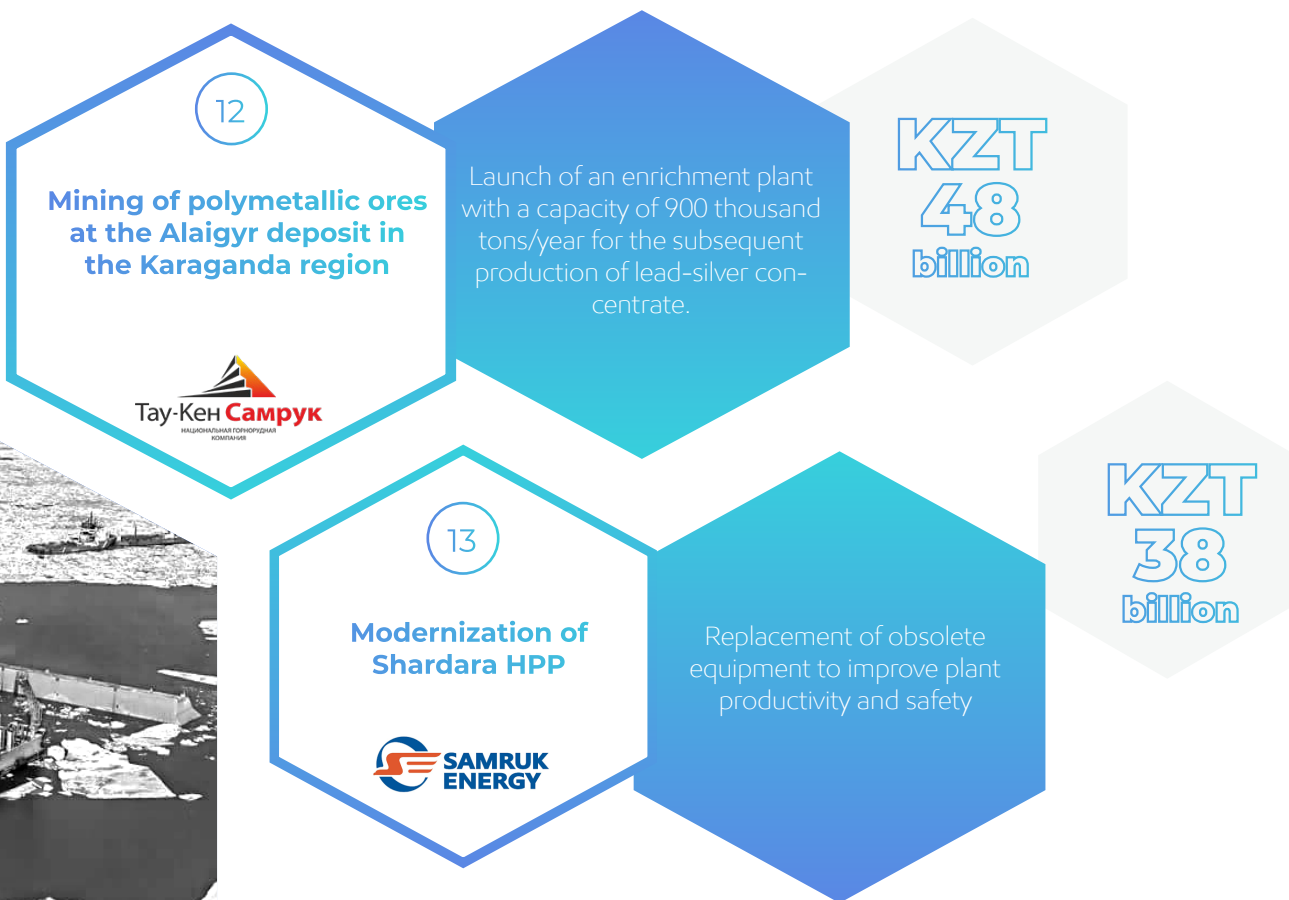 12
Mining of polymetallic ores
at the Alaigyr deposit in
the Karaganda region
Тау-Кен Самрук
НАЦИОНАЛЬНАЯ ГОРНОРУДНАЯ
КОМПАНИЯ
Launch of an enrichment plant
with a capacity of 900 thousand
tons/year for the subsequent
production of lead-silver con-
centrate.
KZT
48
billion
13
Modernization of
Shardara HPP
SAMRUK
ENERGY
Replacement of obsolete
equipment to improve plant
productivity and safety
KZT
38
billion